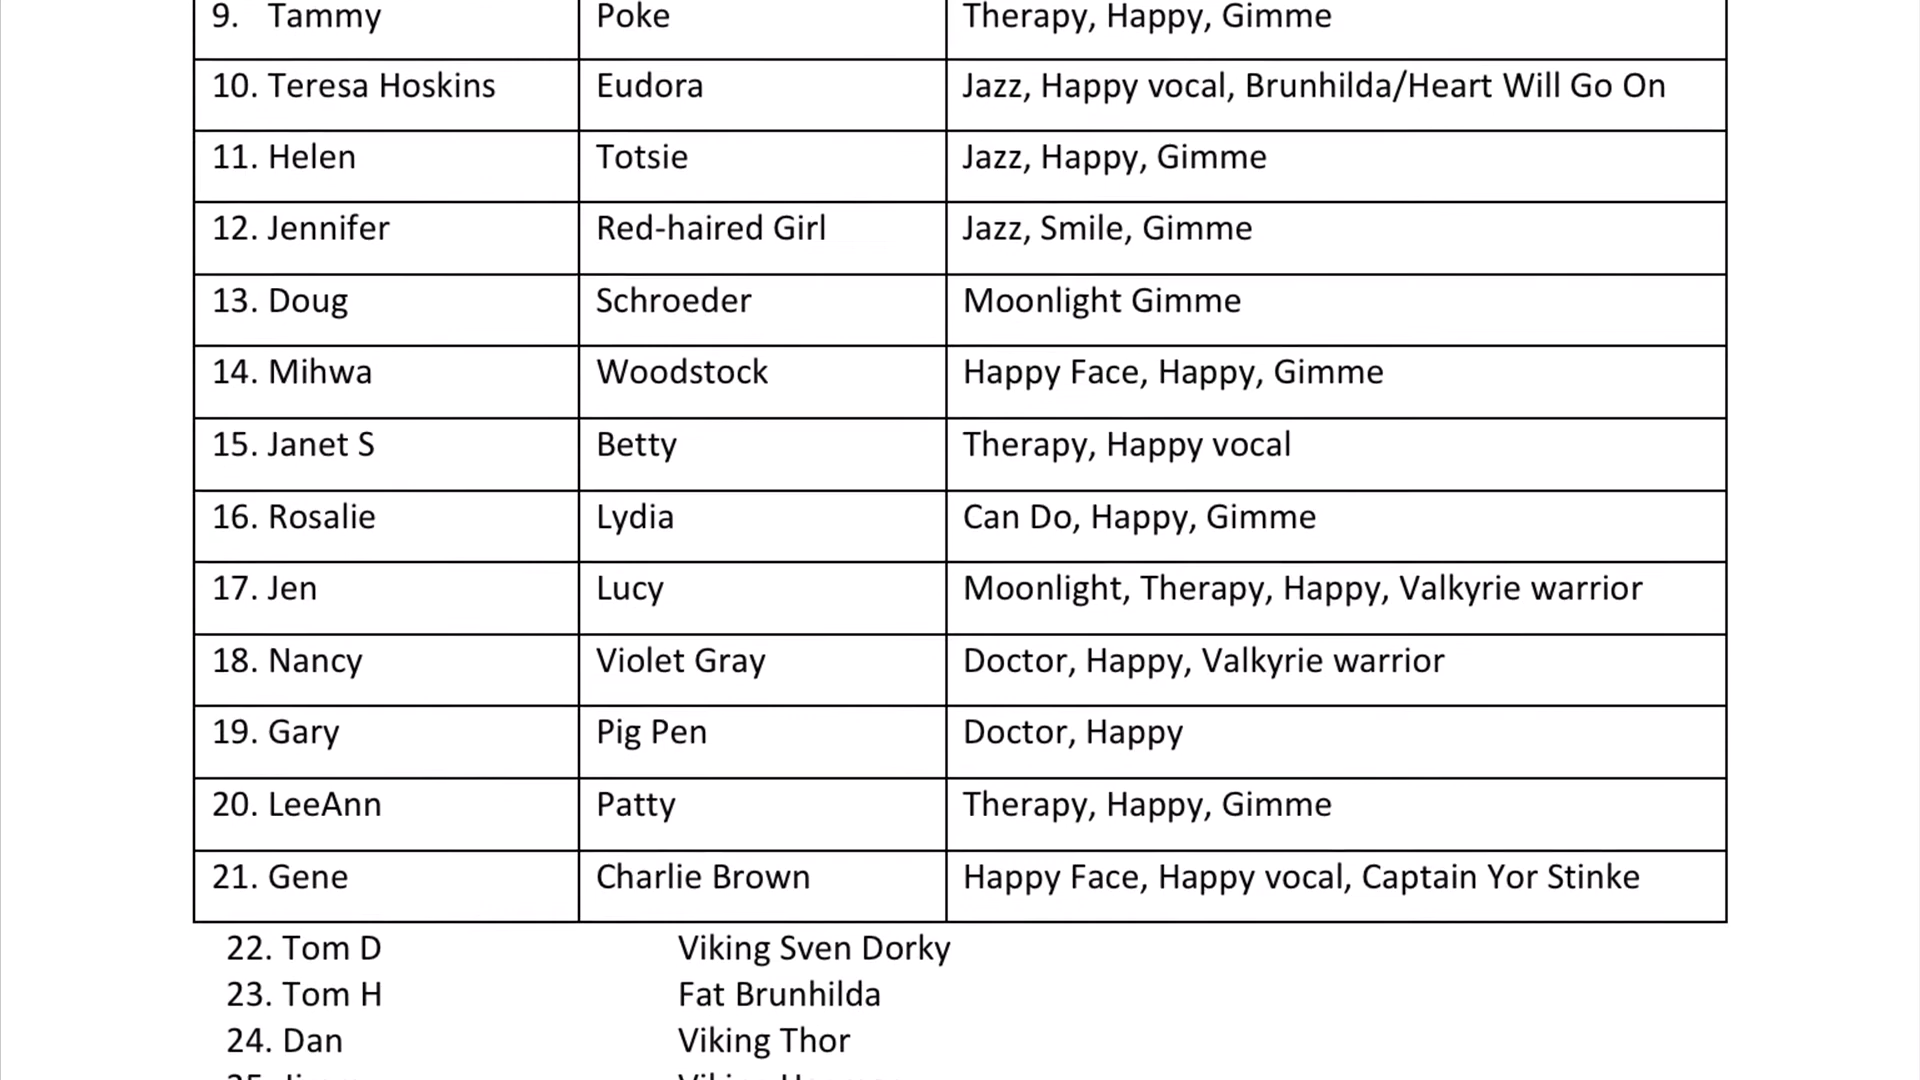 9. Tammy Poke Therapy, Happy, Gimme
10. Teresa Hoskins Eudora Jazz, Happy vocal, Brunhilda/Heart Will Go On
11. Helen Totsie Jazz, Happy, Gimme
12. Jennifer Red-haired Girl Jazz, Smile, Gimme
13. Doug Schroeder Moonlight Gimme
14. Mihwa Woodstock Happy Face, Happy, Gimme
15. Janet S Betty Therapy, Happy vocal
16. Rosalie Lydia Can Do, Happy, Gimme
17. Jen Lucy Moonlight, Therapy, Happy, Valkyrie warrior
18. Nancy Violet Gray Doctor, Happy, Valkyrie warrior
19. Gary Pig Pen Doctor, Happy
20. LeeAnn Patty Therapy, Happy, Gimme
21. Gene Charlie Brown Happy Face, Happy vocal, Captain Yor Stinke
22. Tom D Viking Sven Dorky
23. Tom H Fat Brunhilda
24. Dan Viking Thor
25. Viking